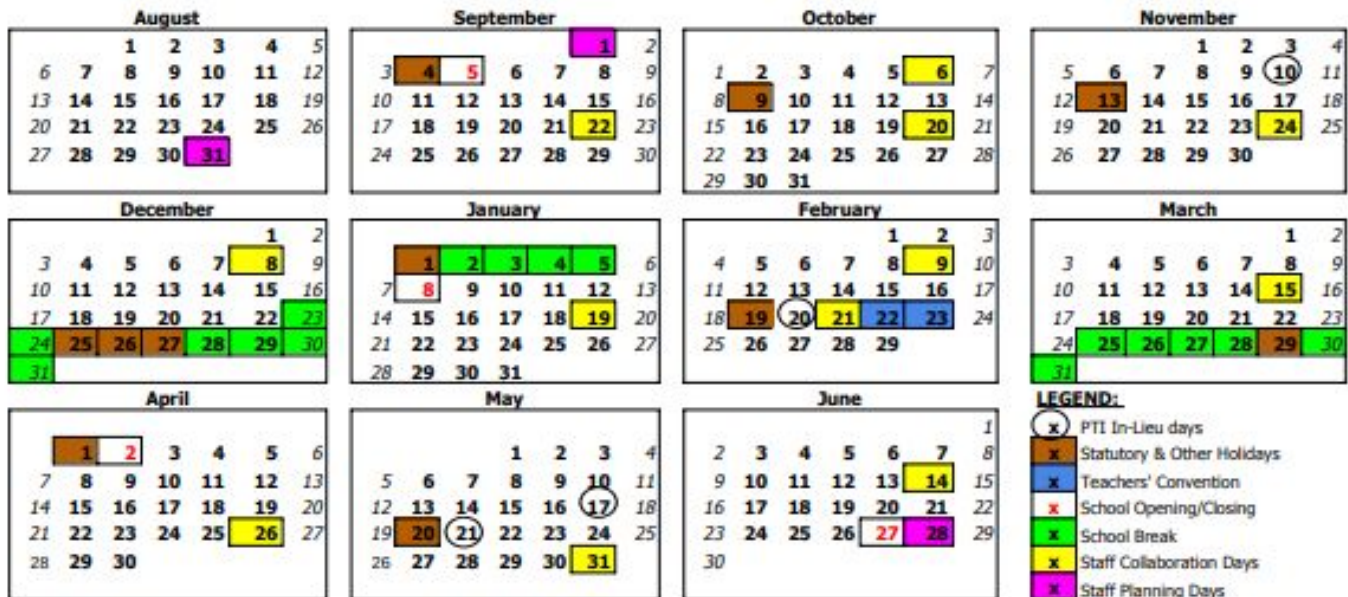 August September October November
1 2 3 4 5 1 2 1 2 3 4
6 7 8 9 10 11 12 3 4 5 6 7 8 9 1 2 3 4 5 6 7 5 6 7 8 9 10 11
13 14 15 16 17 18 19 10 11 12 13 14 15 16 8 9 10 11 12 13 14 12 13 14 15 16 17 18
20 21 22 23 24 25 26 17 18 19 20 21 22 23 15 16 17 18 19 20 21 19 20 21 22 23 24 25
27 28 29 30 31 24 25 26 27 28 29 30 22 23 24 25 26 27 28 26 27 28 29 30
29 30 31
December January February March
1 2 1 2 3 1 2
3 4 5 6 7 8 9 1 2 3 4 5 6 4 5 6 7 8 9 10 3 4 5 6 7 8 9
10 11 12 13 14 15 16 7 8 9 10 11 12 13 11 12 13 14 15 16 17 10 11 12 13 14 15 16
17 18 19 20 21 22 23 14 15 16 17 18 19 20 18 19 20 21 22 23 24 17 18 19 20 21 22 23
24 25 26 27 28 29 30 21 22 23 24 25 26 27 25 26 27 28 29 24 25 26 27 28 29 30
31 28 29 30 31 31
April May June LEGEND:
1 x PTI In-Lieu days
1 2 3 4 5 6 1 2 3 4 2 3 4 5 6 7 8 x Statutory & Other Holidays
7 8 9 10 11 12 13 5 6 7 8 9 10 11 9 10 11 12 13 14 15 x Teachers' Convention
14 15 16 17 18 19 20 12 13 14 15 16 17 18 16 17 18 19 20 21 22 x School Opening/Closing
21 22 23 24 25 26 27 19 20 21 22 23 24 25 23 24 25 26 27 28 29 x School Break
28 29 30 26 27 28 29 30 31 30 x Staff Collaboration Days
x Staff Planning Days